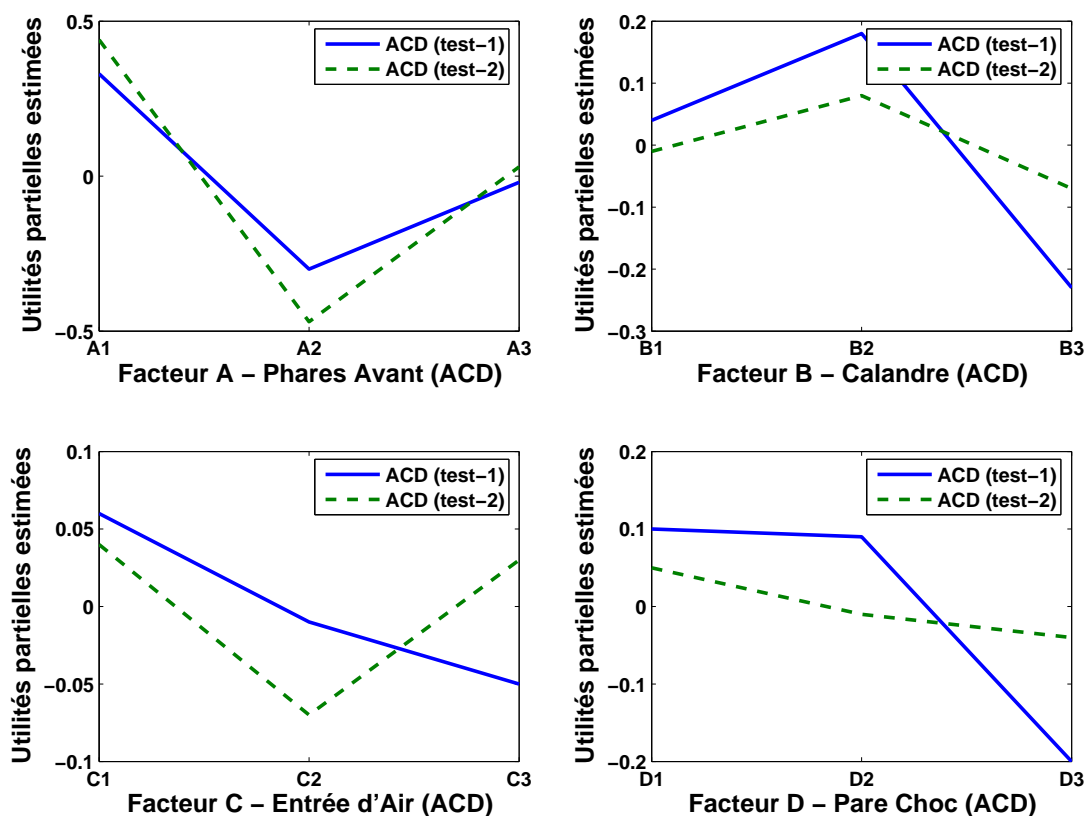 Utilités partielles estimées
0.5
0
−0.5
A1
A2
A3
Facteur A − Phares Avant (ACD)
ACD (test−1)
ACD (test−2)
Utilités partielles estimées
0.2
0.1
0
−0.1
−0.2
−0.3
B1
B2
B3
Facteur B − Calandre (ACD)
ACD (test−1)
ACD (test−2)
Utilités partielles estimées
0.1
0.05
0
−0.05
−0.1
C1
C2
C3
Facteur C − Entrée d'Air (ACD)
ACD (test−1)
ACD (test−2)
Utilités partielles estimées
0.2
0.1
0
−0.1
−0.2
D1
D2
D3
Facteur D − Pare Choc (ACD)
ACD (test−1)
ACD (test−2)